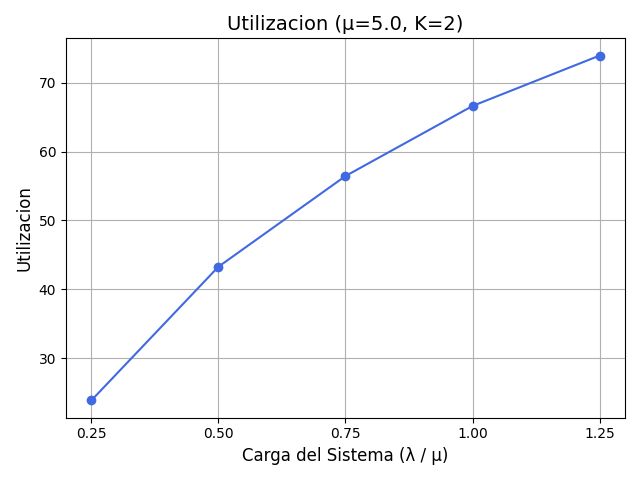 Utilizacion (μ=5.0, K=2)
Utilizacion
70
60
50
40
30
0.25 0.50 0.75 1.00 1.25
Carga del Sistema (λ / μ)